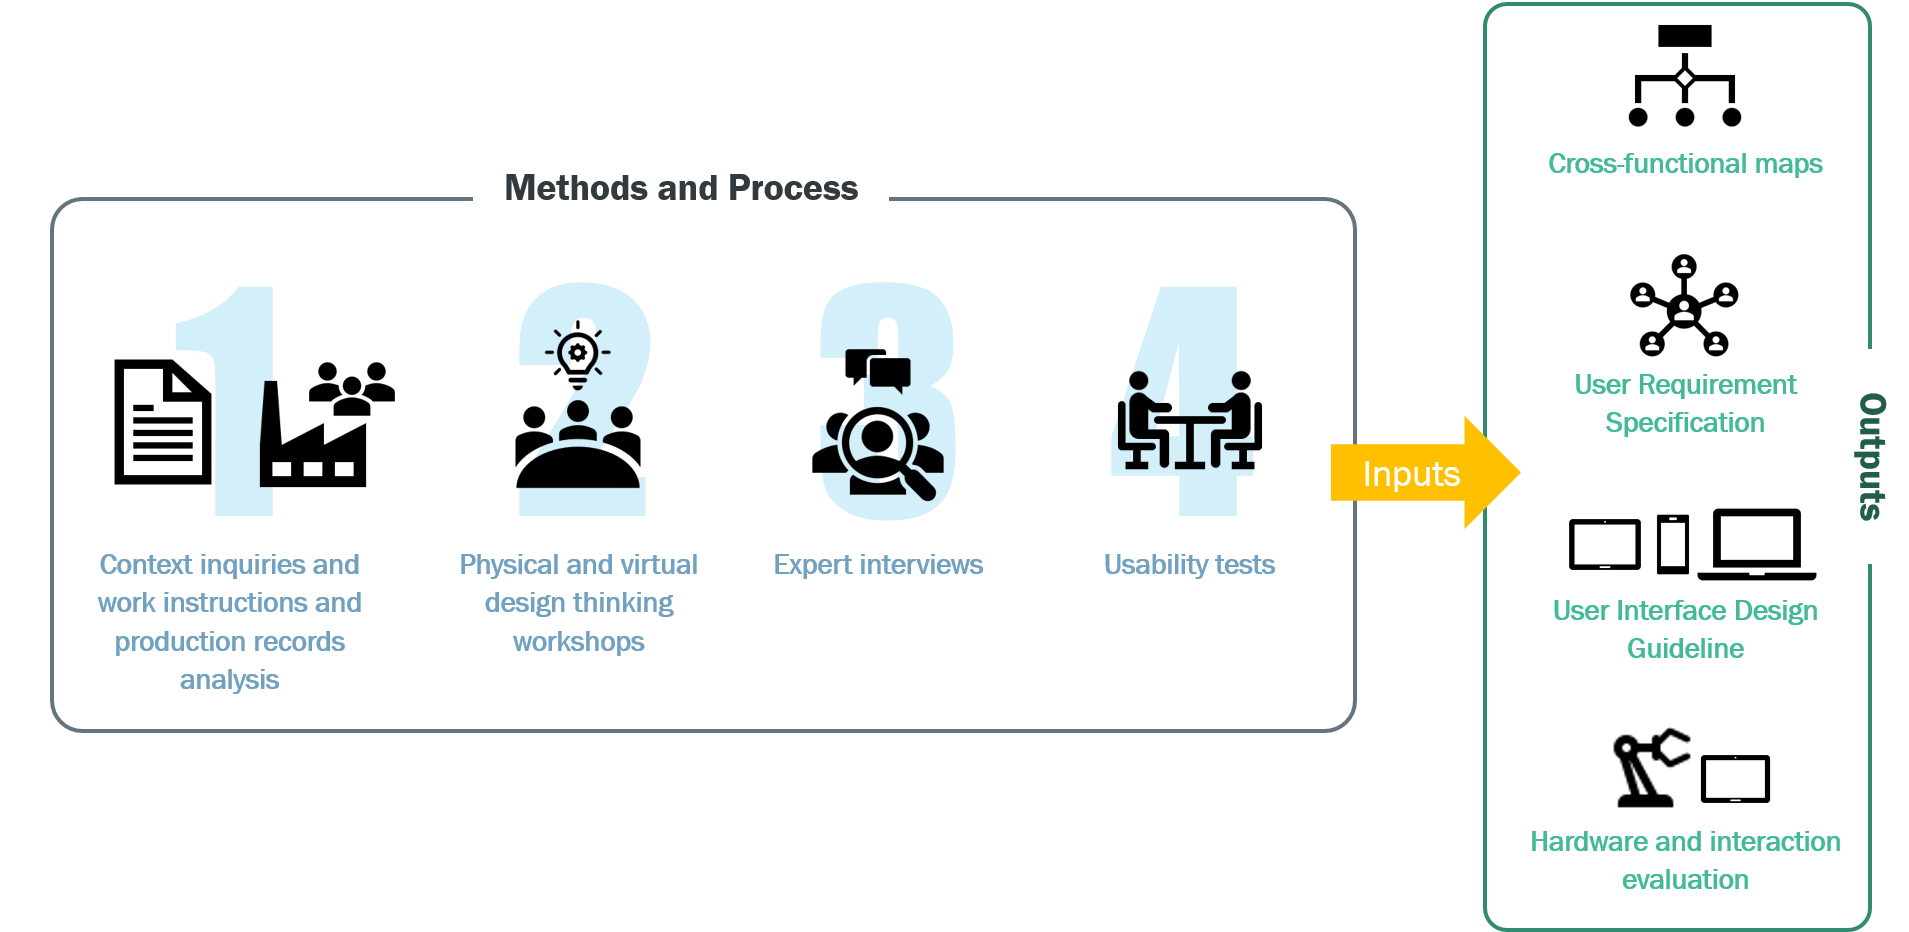 Methods and Process
1
2
3
4
Context inquiries and
work instructions and
production records
analysis
Physical and virtual
design thinking
workshops
Expert interviews
Usability tests
Inputs
Cross-functional maps
User Requirement
Specification
User Interface Design
Guideline
Hardware and interaction
evaluation
Outputs